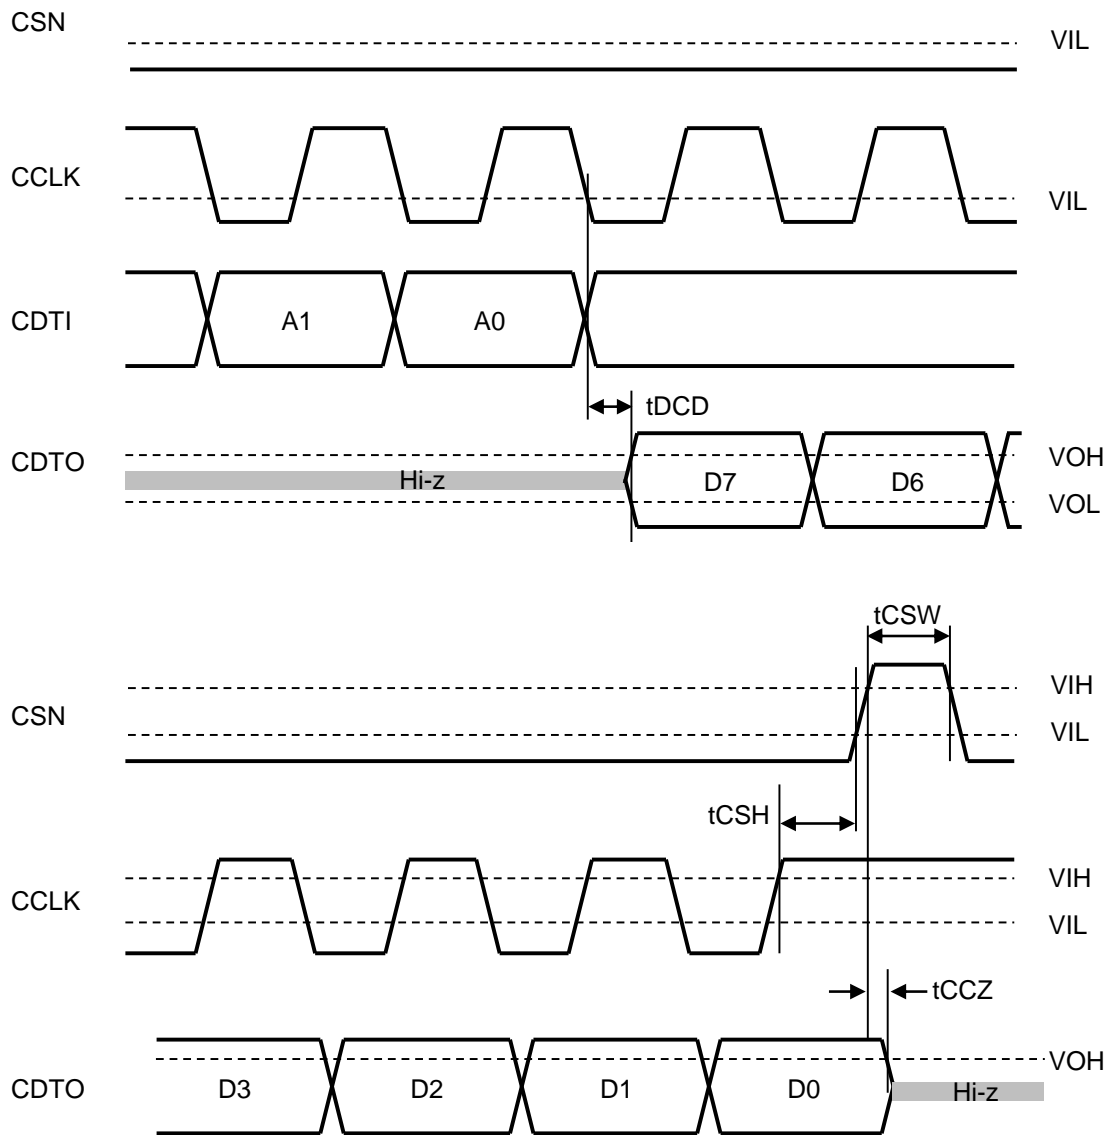 CSN
VIL
CCLK
VIL
CDTI
A1
A0
tDCD
CDTO
Hi-z
D7
D6
VOH
VOL
tCSW
CSN
VIH
VIL
tCSH
CCLK
VIH
VIL
tCCZ
CDTO
D3
D2
D1
D0
VOH
Hi-z